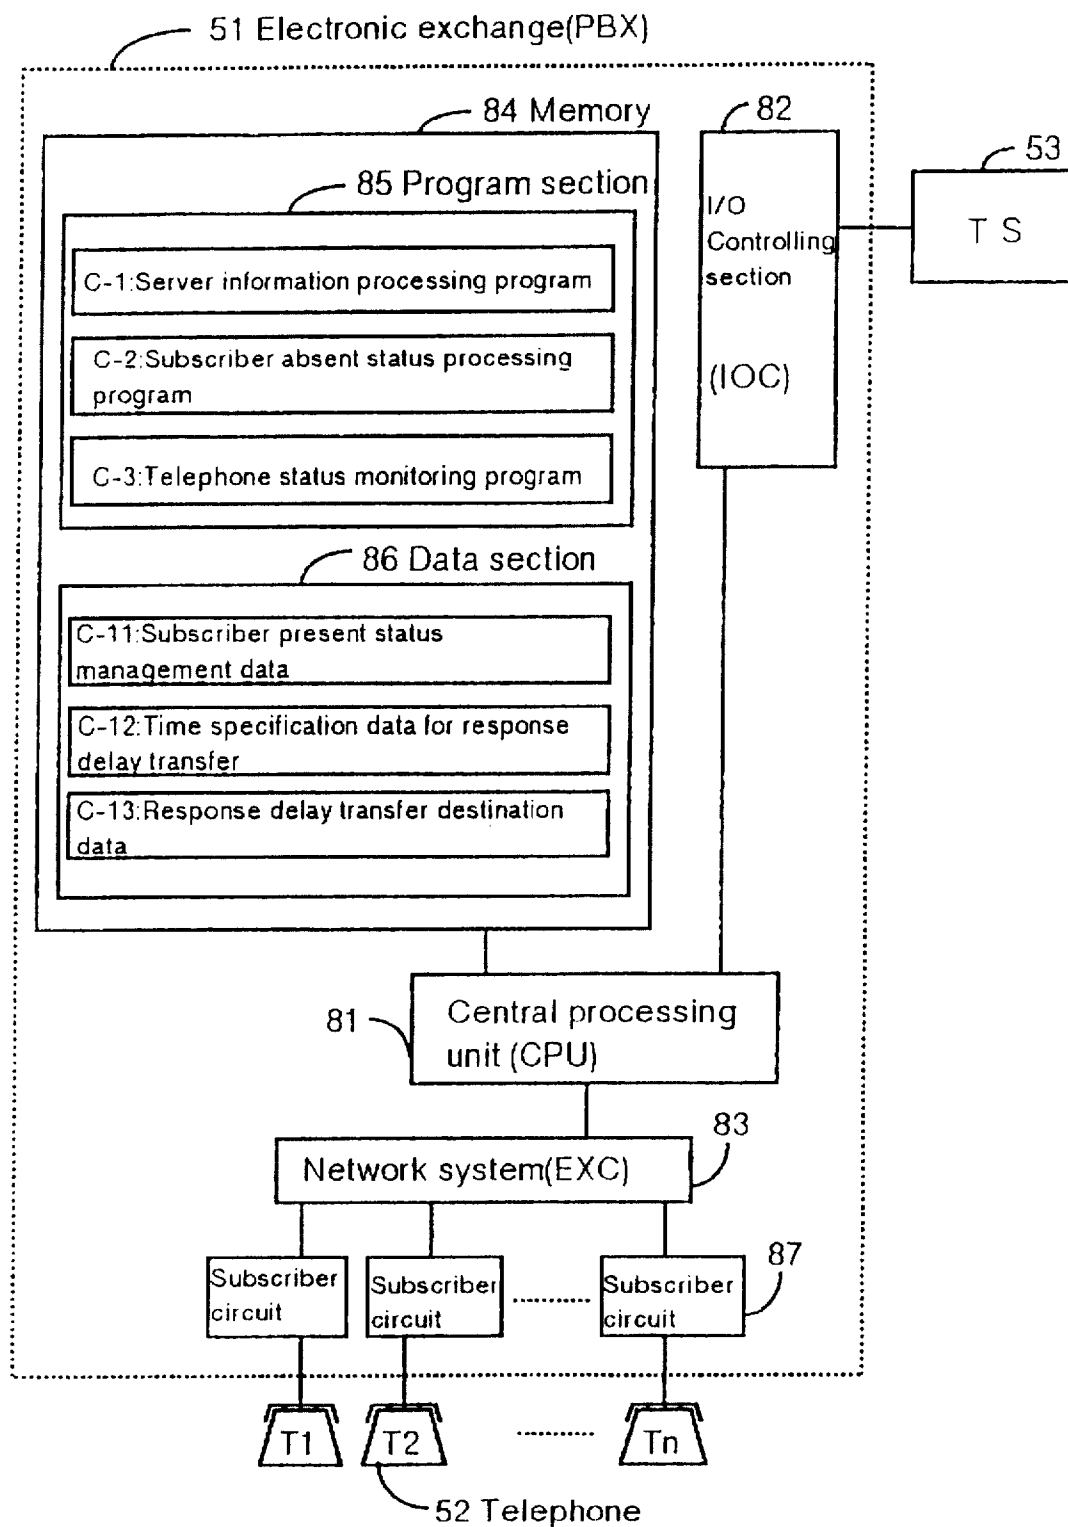 51 Electronic exchange(PBX)
84 Memory
82
53
85 Program section
I/O
Controlling
section
(IOC)
T S
C-1:Server information processing program
C-2:Subscriber absent status processing
program
C-3:Telephone status monitoring program
86 Data section
C-11:Subscriber present status
management data
C-12:Time specification data for response
delay transfer
C-13:Response delay transfer destination
data
81
Central processing
unit (CPU)
83
Network system(EXC)
87
Subscriber
circuit
Subscriber
circuit
Subscriber
circuit
T1
T2
Tn
52 Telephone